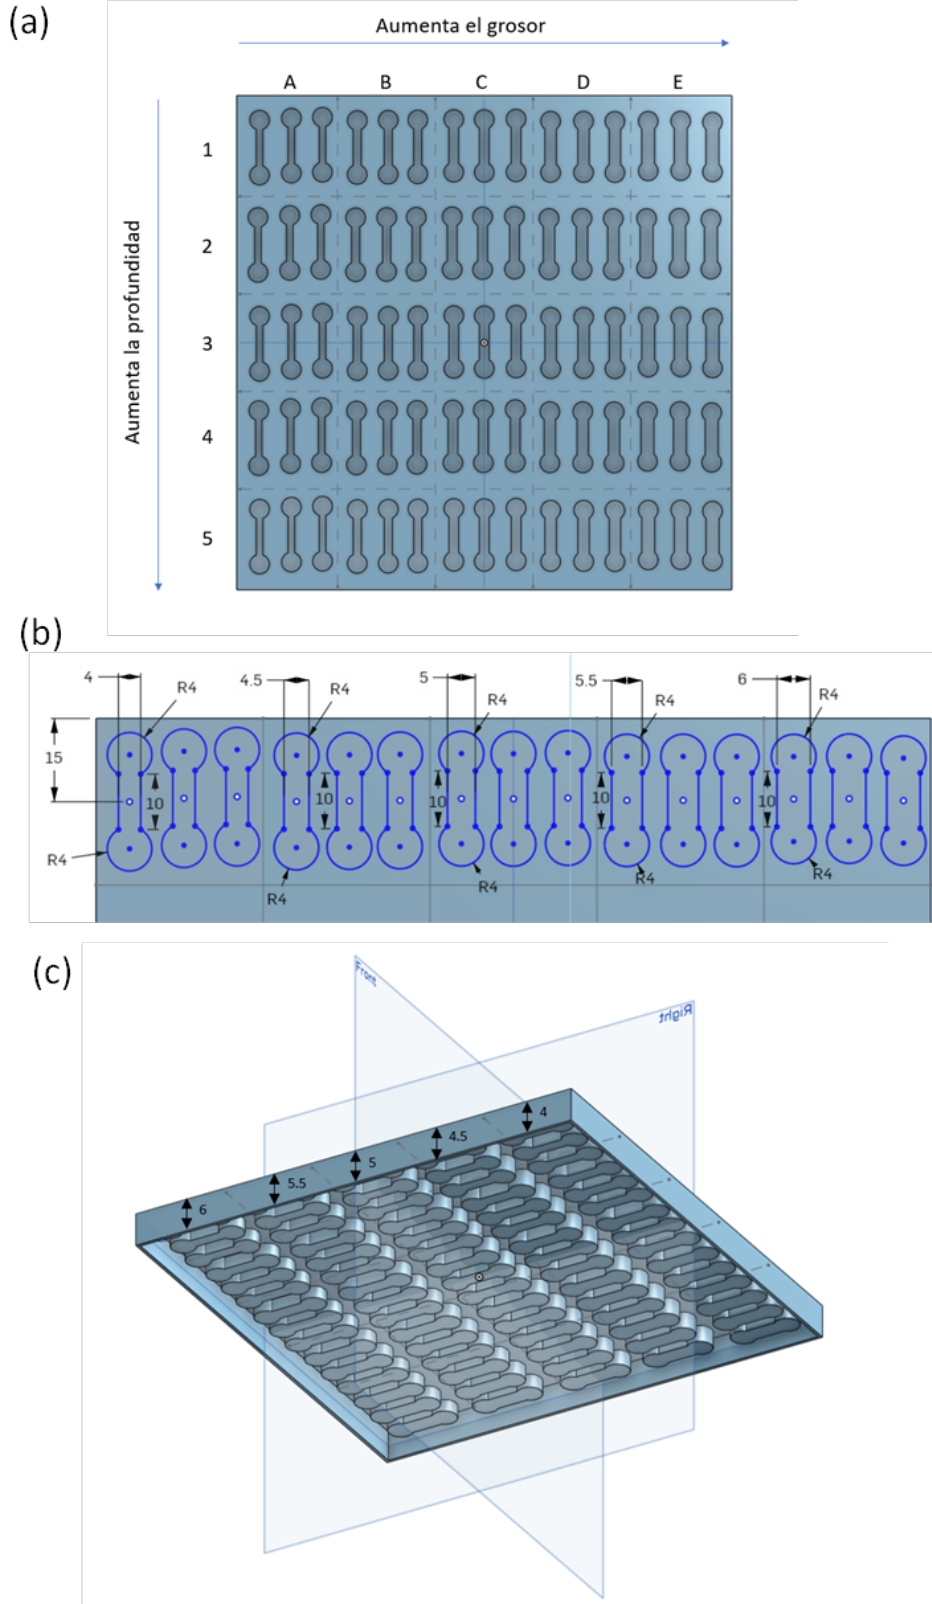 (a)
Aumenta el grosor
A B C D E
Aumenta la profundidad
1
2
3
4
5
(b)
4 R4 4.5 R4 5 R4 5.5 R4 6 R4
15
10 10 10 10 10
R4 R4 R4 R4 R4
(c)
Front
Right
4
4.5
5
5.5
6